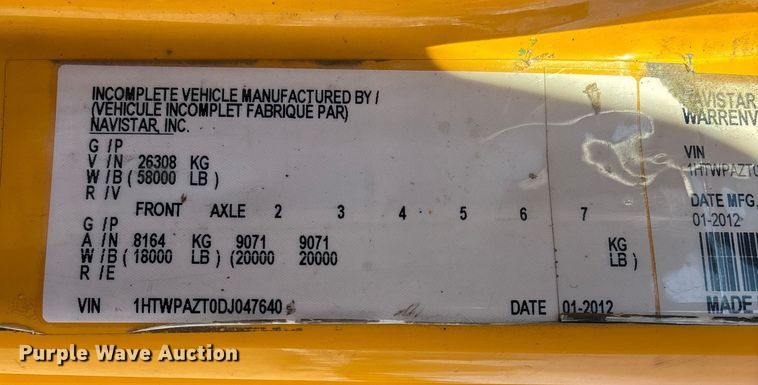 INCOMPLETE VEHICLE MANUFACTURED BY /
(VEHICULE INCOMPLET FABRIQUE PAR)
NAVISTAR, INC.
G /P
V /N 26308 KG
W/B ( 58000 LB )
R /V
FRONT AXLE 2 3 4 5 6 7
G /P
A /N 8164 KG 9071 9071 KG
W/B ( 18000 LB ) (20000 20000 LB )
R /E
VIN 1HTWPAZT0DJ047640 DATE 01-2012
NAVISTAR
WARRENV
VIN
1HTWPAZT0
DATE MFG.
01-2012
MADE
Purple Wave Auction